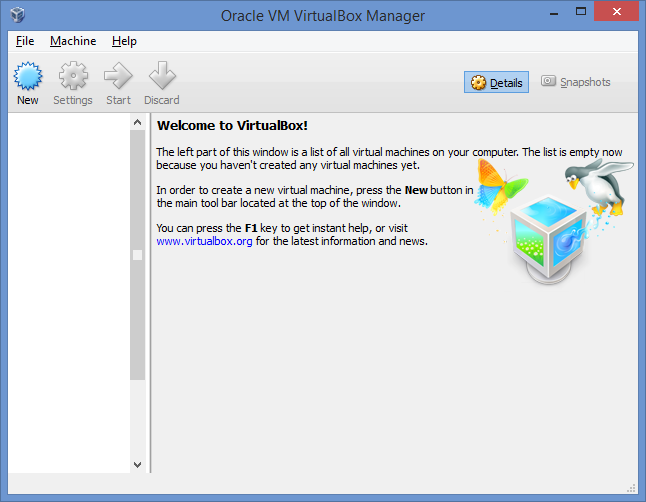 Oracle VM VirtualBox Manager
File Machine Help
New Settings Start Discard Details Snapshots
Welcome to VirtualBox!
The left part of this window is a list of all virtual machines on your computer. The list is empty now
because you haven't created any virtual machines yet.
In order to create a new virtual machine, press the New button in
the main tool bar located at the top of the window.
You can press the F1 key to get instant help, or visit
www.virtualbox.org for the latest information and news.